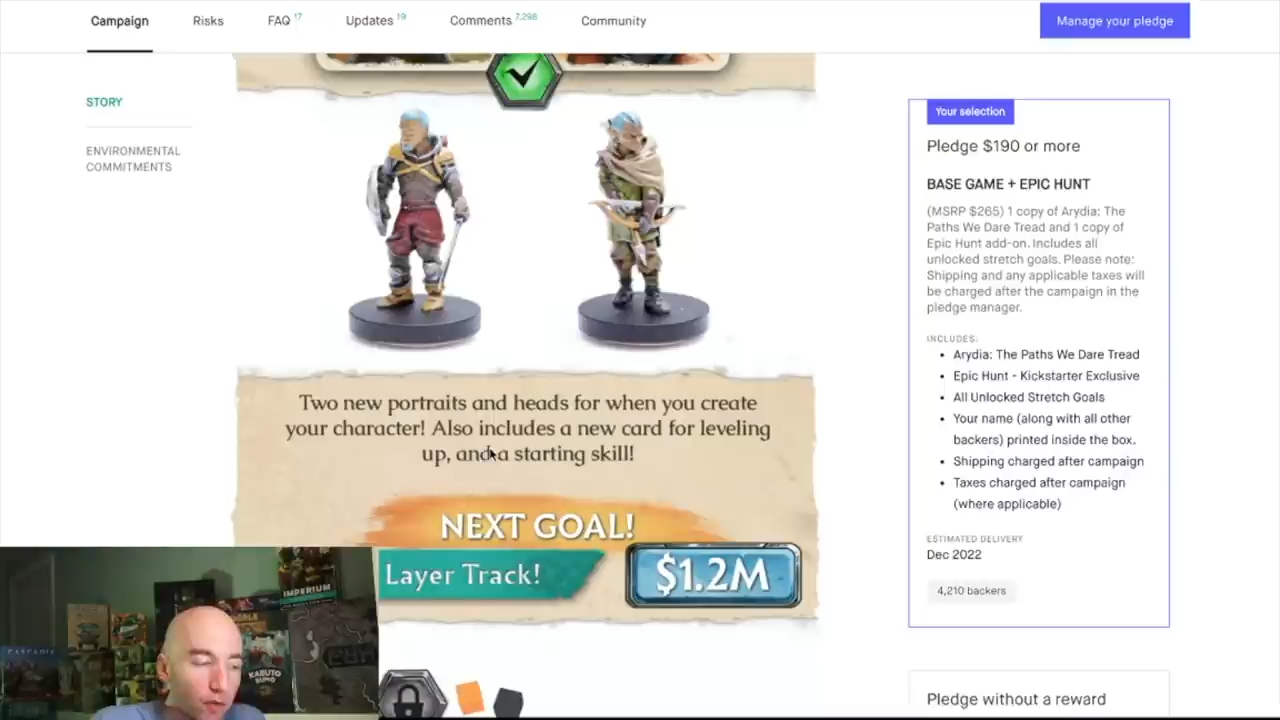 Campaign
Risks
FAQ 17
Updates 19
Comments 7,298
Community
Manage your pledge
STORY
ENVIRONMENTAL
COMMITMENTS
Two new portraits and heads for when you create
your character! Also includes a new card for leveling
up, and a starting skill!
NEXT GOAL!
Layer Track!
$1.2M
Your selection
Pledge $190 or more
BASE GAME + EPIC HUNT
(MSRP $265) 1 copy of Arydia: The
Paths We Dare Tread and 1 copy of
Epic Hunt add-on. Includes all
unlocked stretch goals. Please note:
Shipping and any applicable taxes will
be charged after the campaign in the
pledge manager.
INCLUDES:
• Arydia: The Paths We Dare Tread
• Epic Hunt - Kickstarter Exclusive
• All Unlocked Stretch Goals
• Your name (along with all other
backers) printed inside the box.
• Shipping charged after campaign
• Taxes charged after campaign
(where applicable)
ESTIMATED DELIVERY
Dec 2022
4,210 backers
Pledge without a reward
IMPERIUM
CASCADIA
KABUTO
SUMO